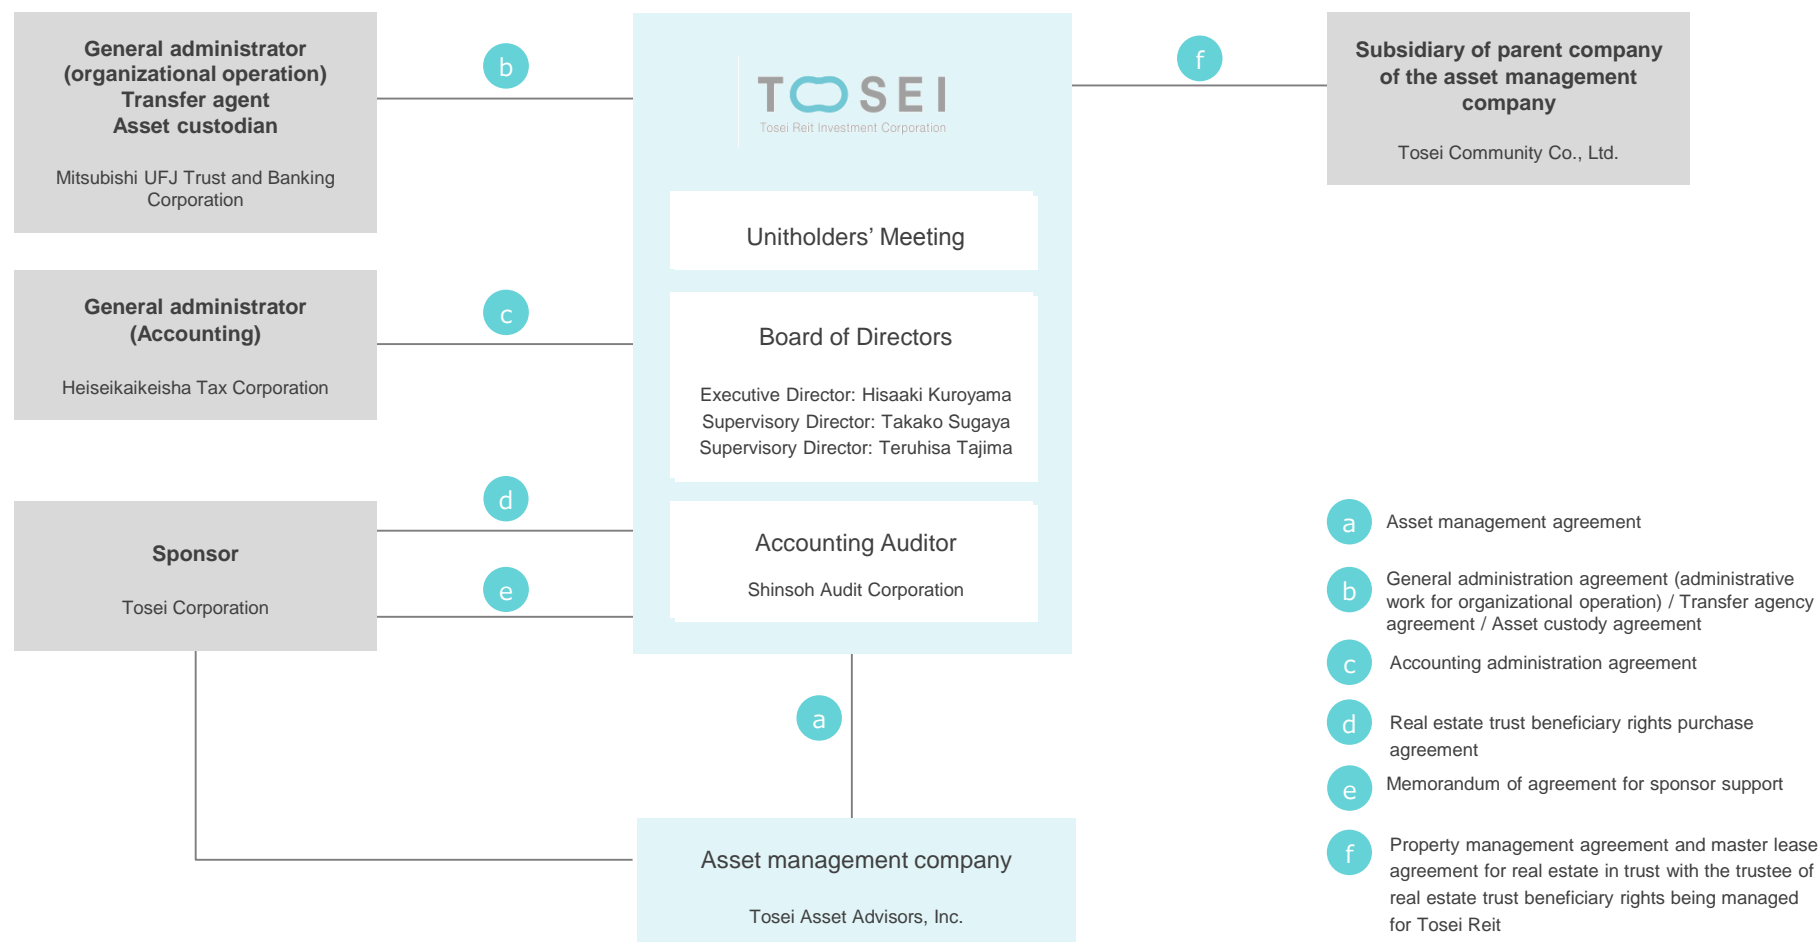 General administrator
(organizational operation)
Transfer agent
Asset custodian
Mitsubishi UFJ Trust and Banking
Corporation
b
General administrator
(Accounting)
Heiseikaikeisha Tax Corporation
c
Sponsor
Tosei Corporation
d
e
TOSEI
Tosei Reit Investment Corporation
Unitholders’ Meeting
Board of Directors
Executive Director: Hisaaki Kuroyama
Supervisory Director: Takako Sugaya
Supervisory Director: Teruhisa Tajima
Accounting Auditor
Shinsoh Audit Corporation
a
Asset management company
Tosei Asset Advisors, Inc.
f
Subsidiary of parent company
of the asset management
company
Tosei Community Co., Ltd.
a Asset management agreement
b General administration agreement (administrative
work for organizational operation) / Transfer agency
agreement / Asset custody agreement
c Accounting administration agreement
d Real estate trust beneficiary rights purchase
agreement
e Memorandum of agreement for sponsor support
f Property management agreement and master lease
agreement for real estate in trust with the trustee of
real estate trust beneficiary rights being managed
for Tosei Reit